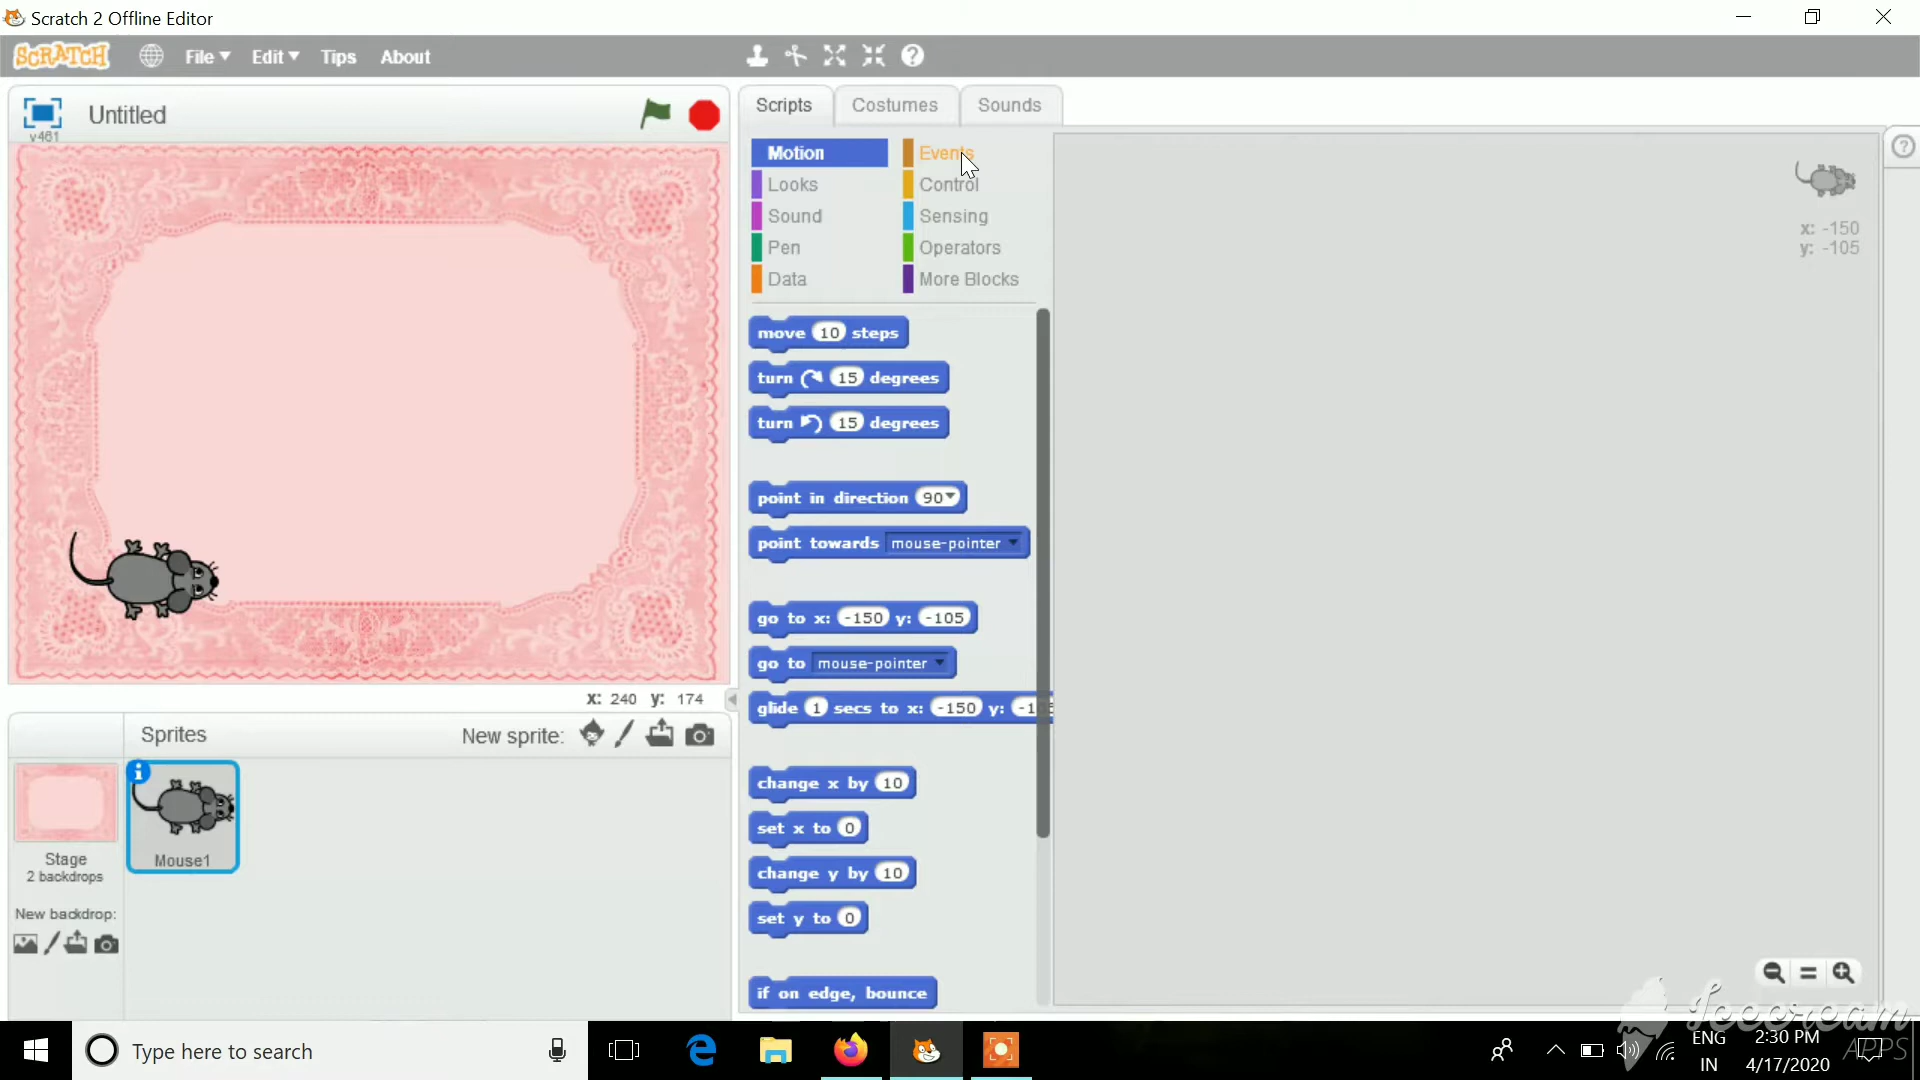 Scratch 2 Offline Editor
SCRATCH File Edit Tips About
v461
Untitled
Scripts Costumes Sounds
Motion Events
Looks Control
Sound Sensing
Pen Operators
Data More Blocks
x: -150
y: -105
move 10 steps
turn 15 degrees
turn 15 degrees
point in direction 90
point towards mouse-pointer
go to x: -150 y: -105
go to mouse-pointer
glide 1 secs to x: -150 y: -105
change x by 10
set x to 0
change y by 10
set y to 0
if on edge, bounce
x: 240 y: 174
Sprites New sprite:
Mouse1
Stage
2 backdrops
New backdrop:
Icecream
APPS
Type here to search
ENG
IN
2:30 PM
4/17/2020